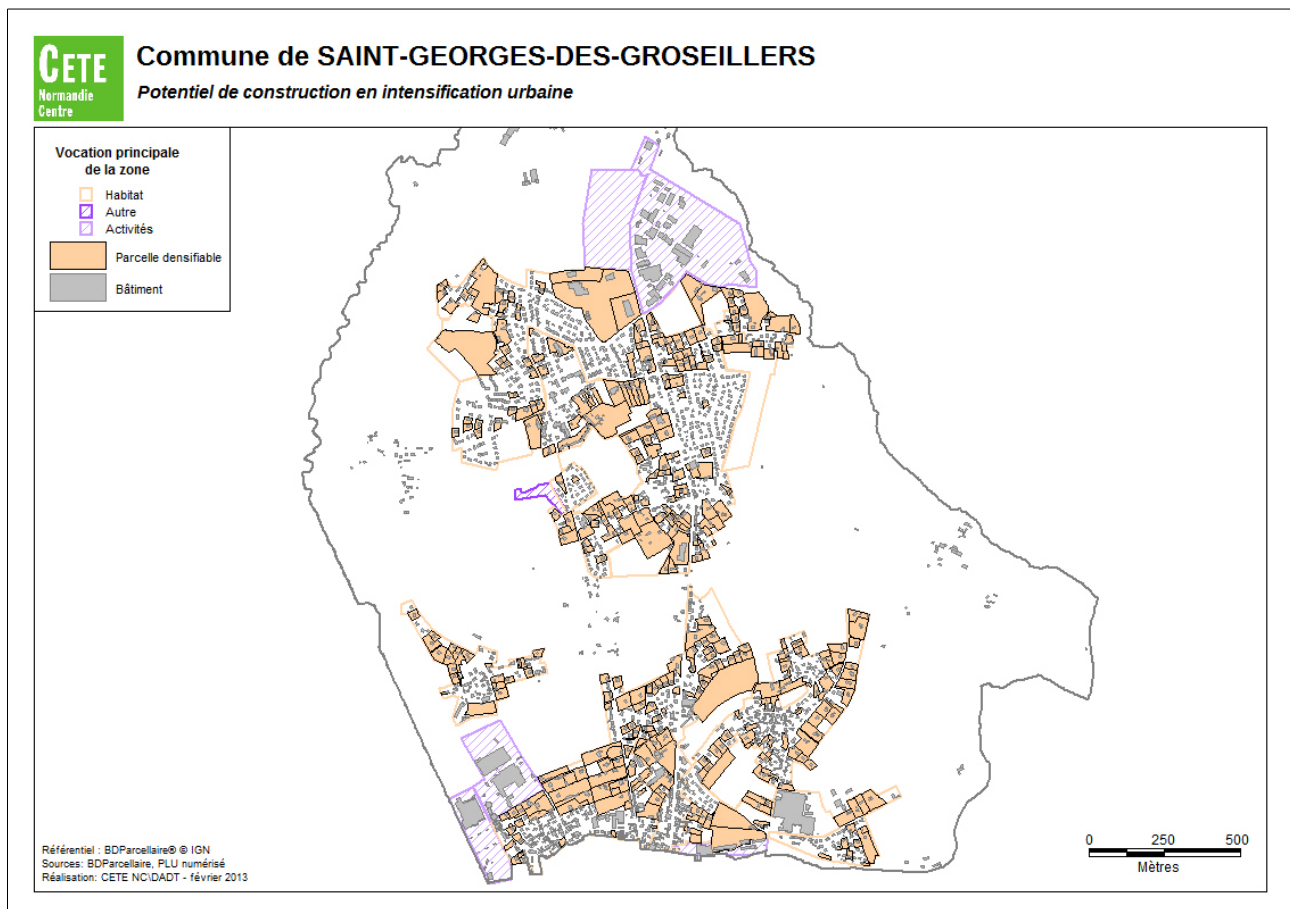 CETE
Normandie
Centre
Commune de SAINT-GEORGES-DES-GROSEILLERS
Potentiel de construction en intensification urbaine
Vocation principale
de la zone
Habitat
Autre
Activités
Parcelle densifiable
Bâtiment
Référentiel : BDParcellaire® © IGN
Sources: BDParcellaire, PLU numérisé
Réalisation: CETE NC\DADT - février 2013
0 250 500
Mètres